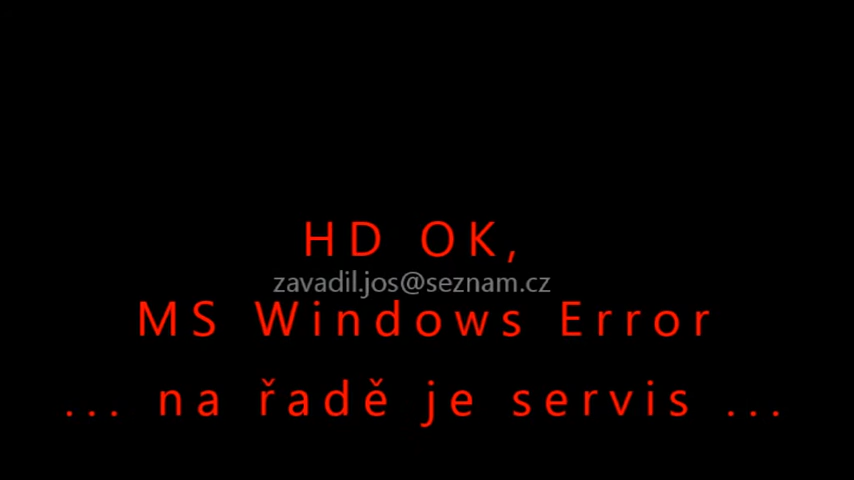 HD OK,
zavadil.jos@seznam.cz
MS Windows Error
... na řadě je servis ...